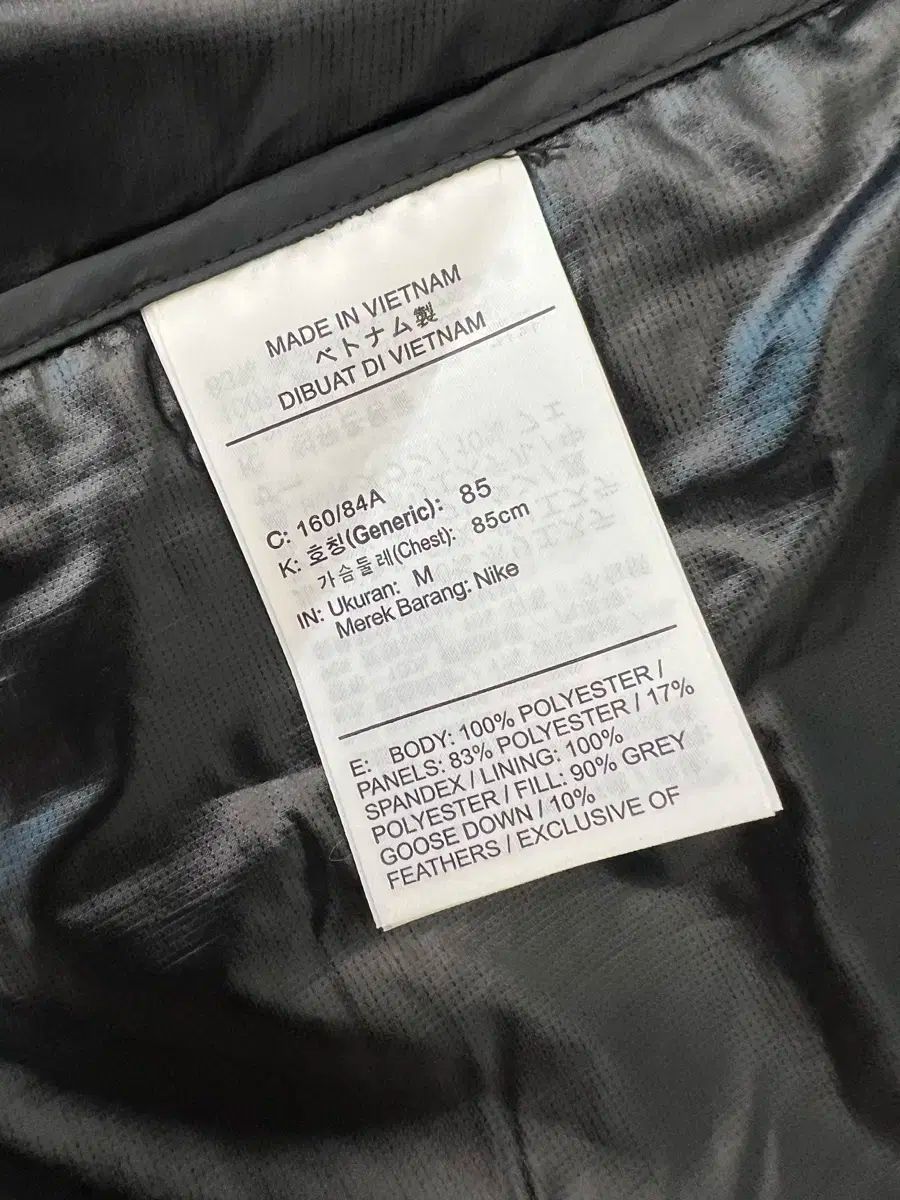 MADE IN VIETNAM
ベトナム製
DIBUAT DI VIETNAM
C: 160/84A
K: 호칭(Generic): 85
가슴둘레(Chest): 85cm
IN: Ukuran: M
Merek Barang: Nike
E: BODY: 100% POLYESTER /
PANELS: 83% POLYESTER / 17%
SPANDEX / LINING: 100%
POLYESTER / FILL: 90% GREY
GOOSE DOWN / 10%
FEATHERS / EXCLUSIVE OF